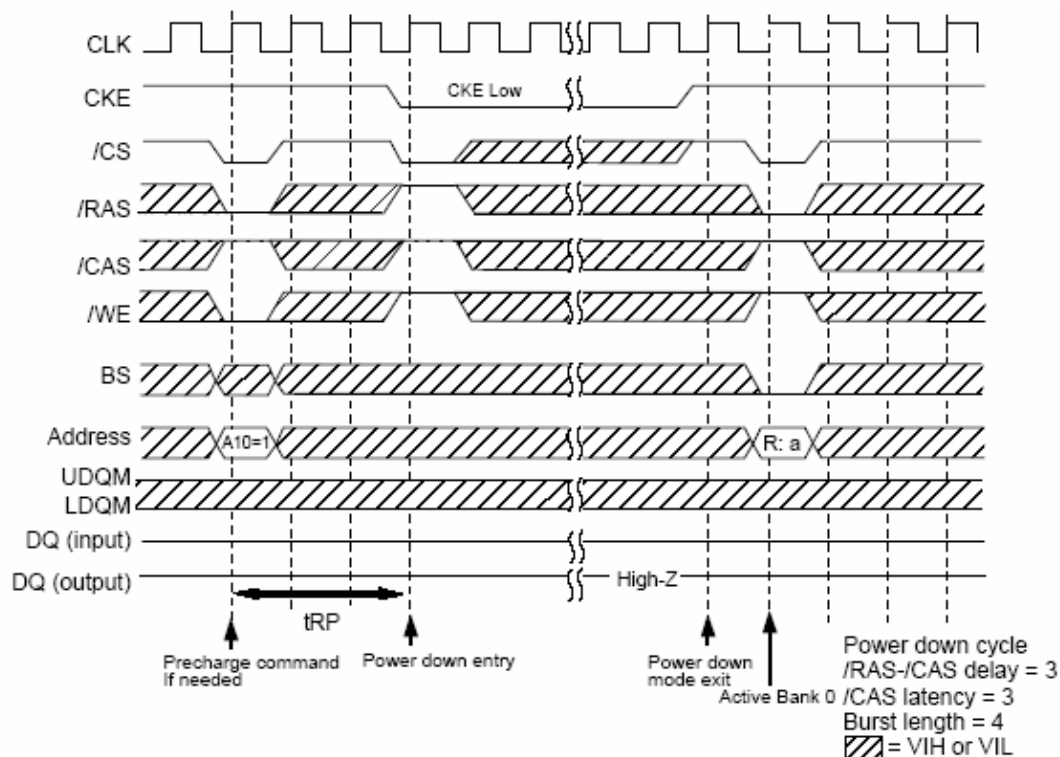 CLK
CKE
CKE Low
/CS
/RAS
/CAS
/WE
BS
Address
A10=1
R: a
UDQM
LDQM
DQ (input)
DQ (output)
High-Z
tRP
Precharge command
If needed
Power down entry
Power down
mode exit
Active Bank 0
Power down cycle
/RAS-/CAS delay = 3
/CAS latency = 3
Burst length = 4
= VIH or VIL